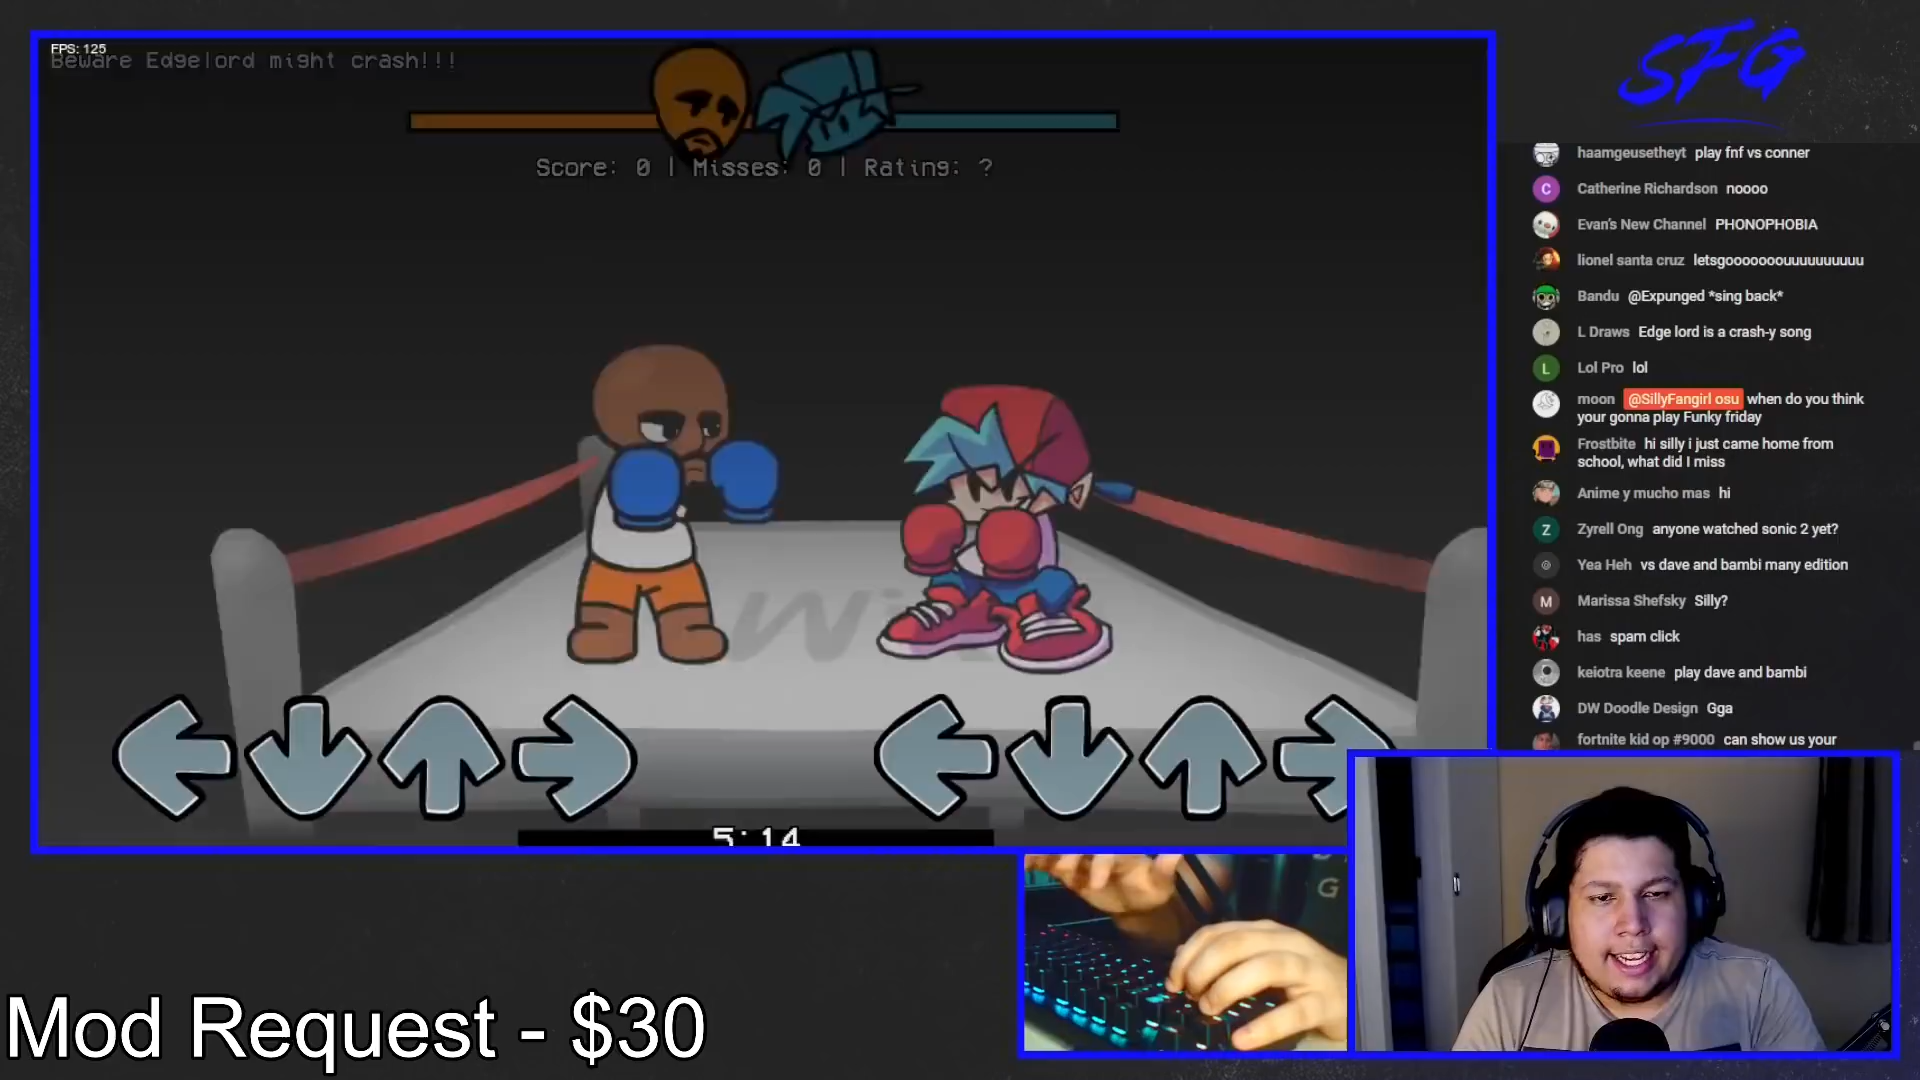 FPS: 125
Beware Edgelord might crash!!!
Score: 0 | Misses: 0 | Rating: ?
Wii
5:14
SFG
haamgeusetheyt play fnf vs conner
Catherine Richardson noooo
Evan's New Channel PHONOPHOBIA
lionel santa cruz letsgooooooouuuuuuuuuu
Bandu @Expunged *sing back*
L Draws Edge lord is a crash-y song
Lol Pro lol
moon @SillyFangirl osu when do you think
your gonna play Funky friday
Frostbite hi silly i just came home from
school, what did I miss
Anime y mucho mas hi
Zyrell Ong anyone watched sonic 2 yet?
Yea Heh vs dave and bambi many edition
Marissa Shefsky Silly?
has spam click
keiotra keene play dave and bambi
DW Doodle Design Gga
fortnite kid op #9000 can show us your
G
Mod Request - $30